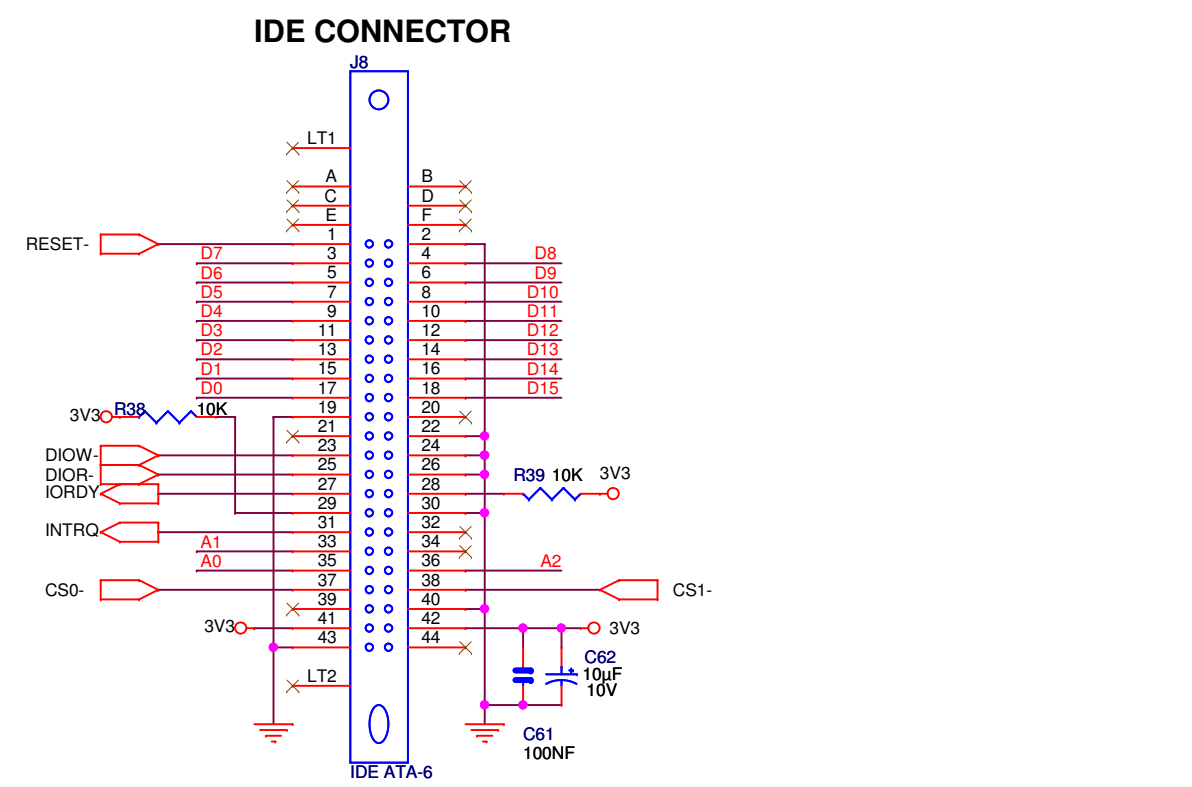 IDE CONNECTOR
J8
LT1
A B
C D
E F
RESET- 1 2
D7 3 4 D8
D6 5 6 D9
D5 7 8 D10
D4 9 10 D11
D3 11 12 D12
D2 13 14 D13
D1 15 16 D14
D0 17 18 D15
3V3 R38 10K 19 20
21 22
DIOW- 23 24
DIOR- 25 26 R39 10K 3V3
IORDY 27 28
29 30
INTRQ 31 32
A1 33 34
A0 35 36 A2
CS0- 37 38 CS1-
39 40
3V3 41 42 3V3
43 44
C62
10µF
10V
LT2
C61
100NF
IDE ATA-6